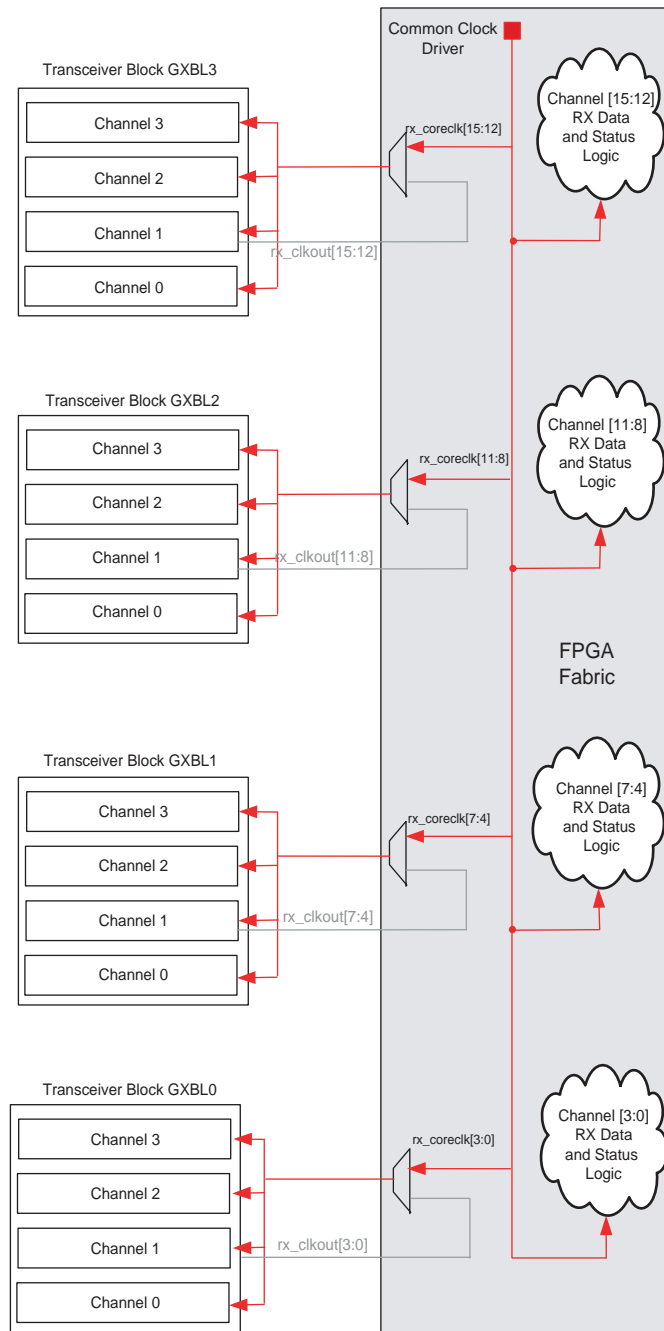 Common Clock
Driver
Transceiver Block GXBL3
Channel 3
Channel 2
Channel 1
Channel 0
rx_coreclk[15:12]
rx_clkout[15:12]
Channel [15:12]
RX Data
and Status
Logic
Transceiver Block GXBL2
Channel 3
Channel 2
Channel 1
Channel 0
rx_coreclk[11:8]
rx_clkout[11:8]
Channel [11:8]
RX Data
and Status
Logic
FPGA
Fabric
Transceiver Block GXBL1
Channel 3
Channel 2
Channel 1
Channel 0
rx_coreclk[7:4]
rx_clkout[7:4]
Channel [7:4]
RX Data
and Status
Logic
Transceiver Block GXBL0
Channel 3
Channel 2
Channel 1
Channel 0
rx_coreclk[3:0]
rx_clkout[3:0]
Channel [3:0]
RX Data
and Status
Logic